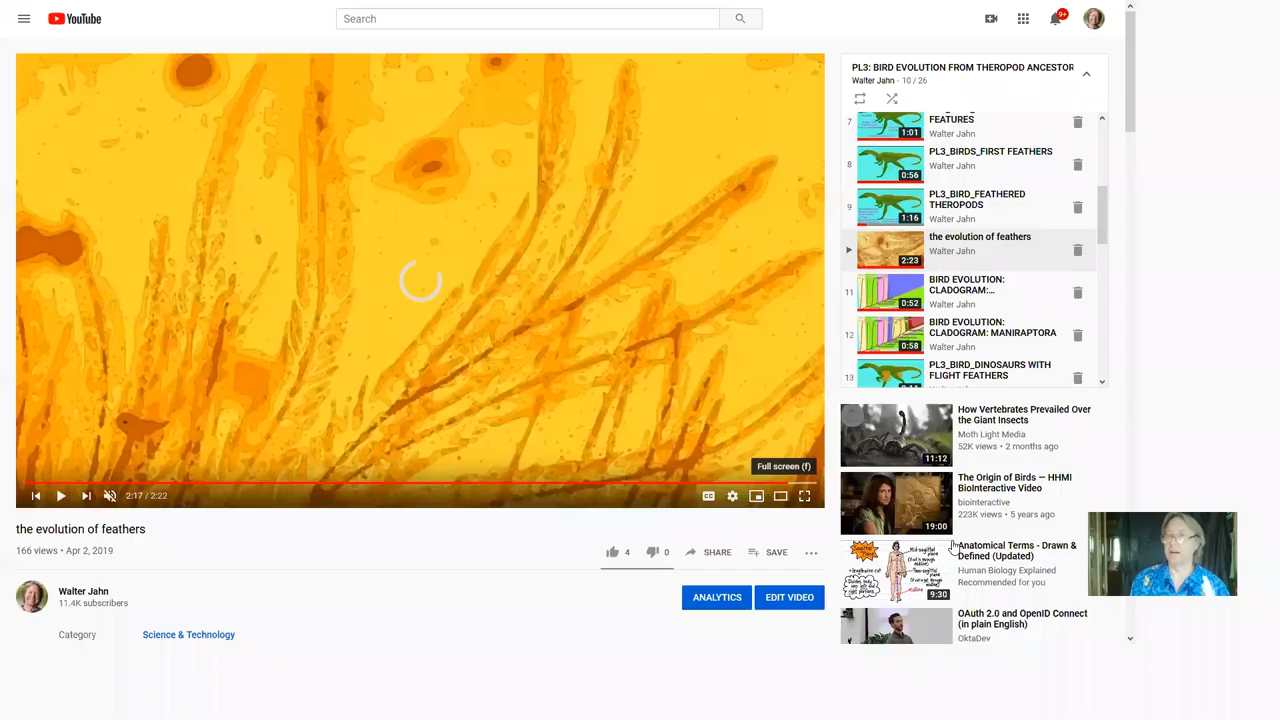 YouTube
Search
9+
PL3: BIRD EVOLUTION FROM THEROPOD ANCESTOR
Walter Jahn - 10 / 26
7
FEATURES
Walter Jahn
1:01
8
PL3_BIRDS_FIRST FEATHERS
Walter Jahn
0:56
9
PL3_BIRD_FEATHERED
THEROPODS
Walter Jahn
1:16
the evolution of feathers
Walter Jahn
2:23
11
BIRD EVOLUTION:
CLADOGRAM:...
Walter Jahn
0:52
12
BIRD EVOLUTION:
CLADOGRAM: MANIRAPTORA
Walter Jahn
0:58
13
PL3_BIRD_DINOSAURS WITH
FLIGHT FEATHERS
Full screen (f)
2:17 / 2:22
CC
the evolution of feathers
166 views • Apr 2, 2019
4
0
SHARE
SAVE
Walter Jahn
11.4K subscribers
ANALYTICS
EDIT VIDEO
Category
Science & Technology
How Vertebrates Prevailed Over
the Giant Insects
Moth Light Media
52K views • 2 months ago
11:12
The Origin of Birds — HHMI
BioInteractive Video
biointeractive
223K views • 5 years ago
19:00
Anatomical Terms - Drawn &
Defined (Updated)
Human Biology Explained
Recommended for you
9:30
OAuth 2.0 and OpenID Connect
(in plain English)
OktaDev